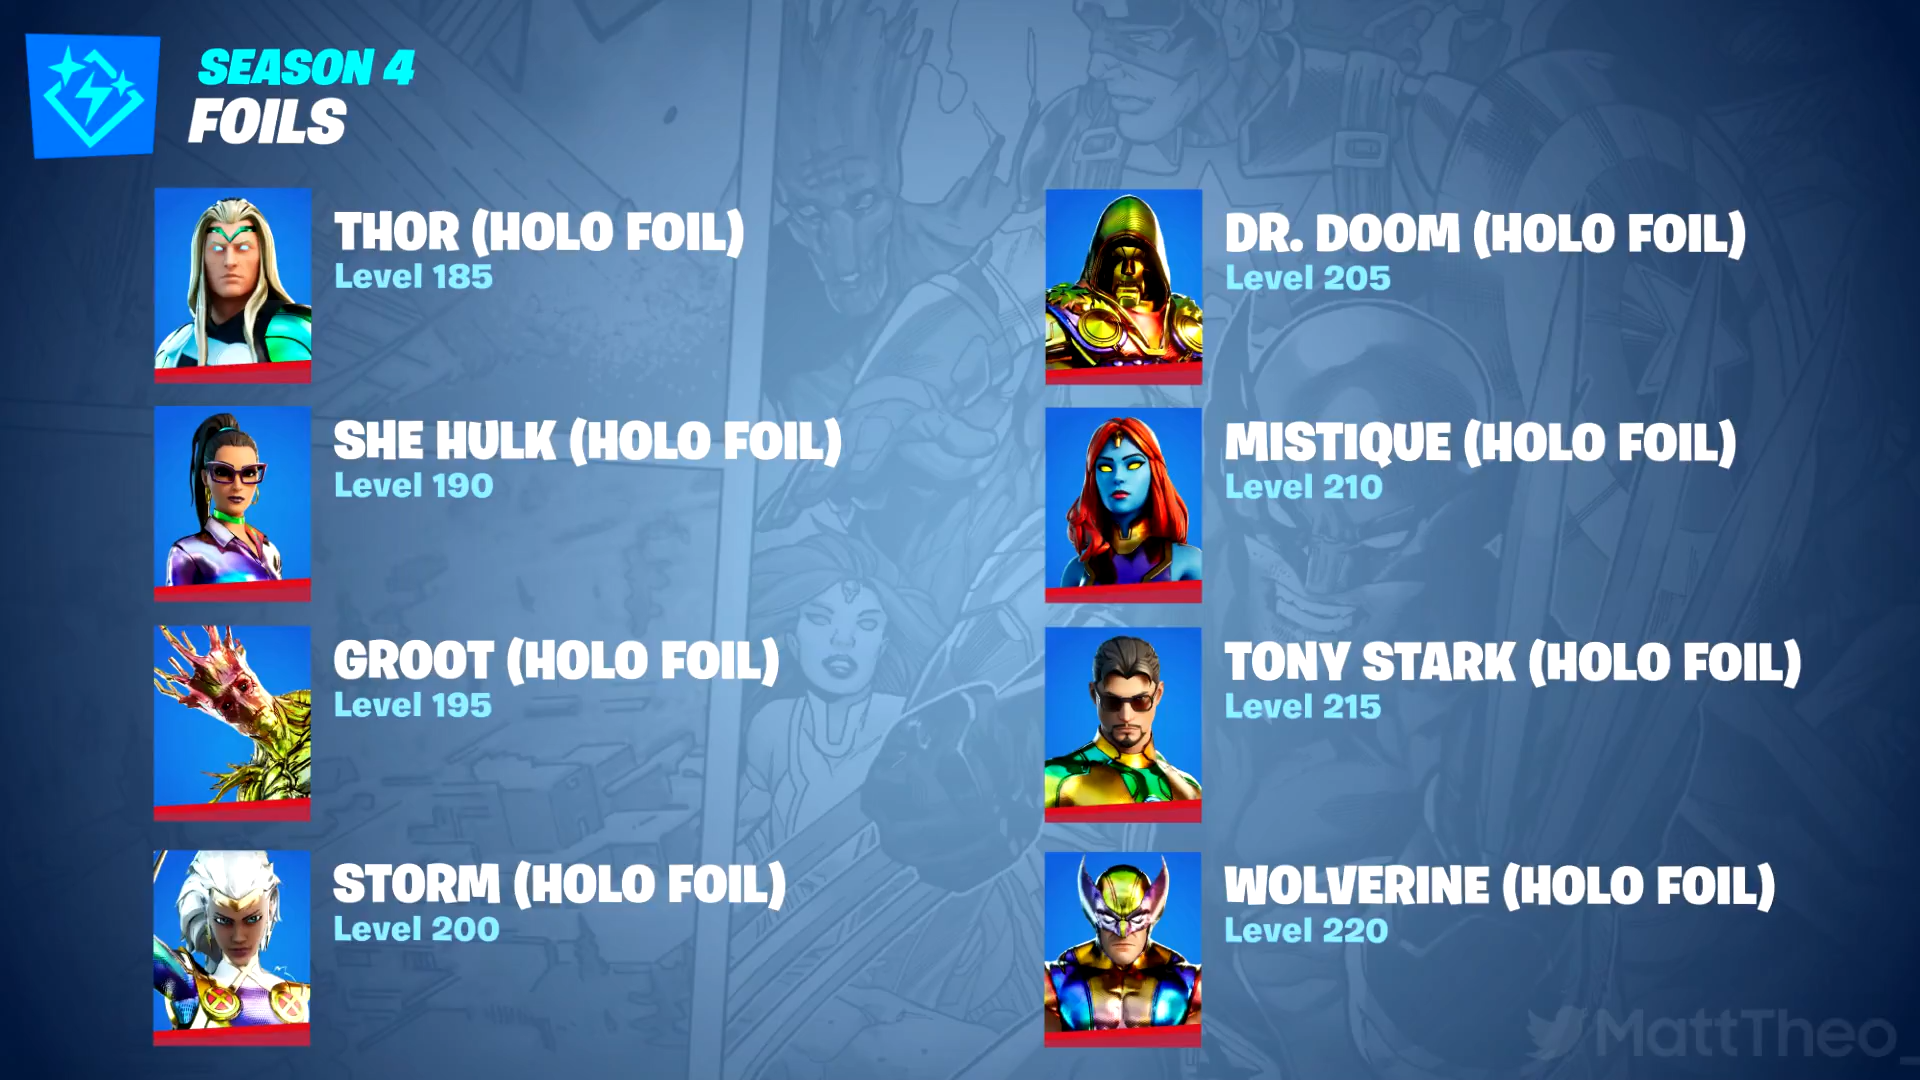 SEASON 4
FOILS
THOR (HOLO FOIL)
Level 185
SHE HULK (HOLO FOIL)
Level 190
GROOT (HOLO FOIL)
Level 195
STORM (HOLO FOIL)
Level 200
DR. DOOM (HOLO FOIL)
Level 205
MISTIQUE (HOLO FOIL)
Level 210
TONY STARK (HOLO FOIL)
Level 215
WOLVERINE (HOLO FOIL)
Level 220
MattTheo_